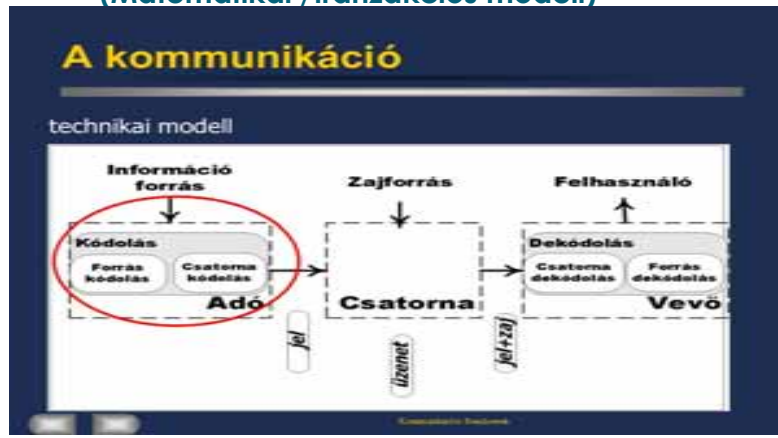 (Matematikai /Tranzakciós modell)
A kommunikáció
technikai modell
Információ
forrás
Zajforrás
Felhasználó
Kódolás
Forrás
kódolás
Csatorna
kódolás
Adó
Csatorna
Dekódolás
Csatorna
dekódolás
Forrás
dekódolás
Vevő
jel
üzenet
jel+zaj